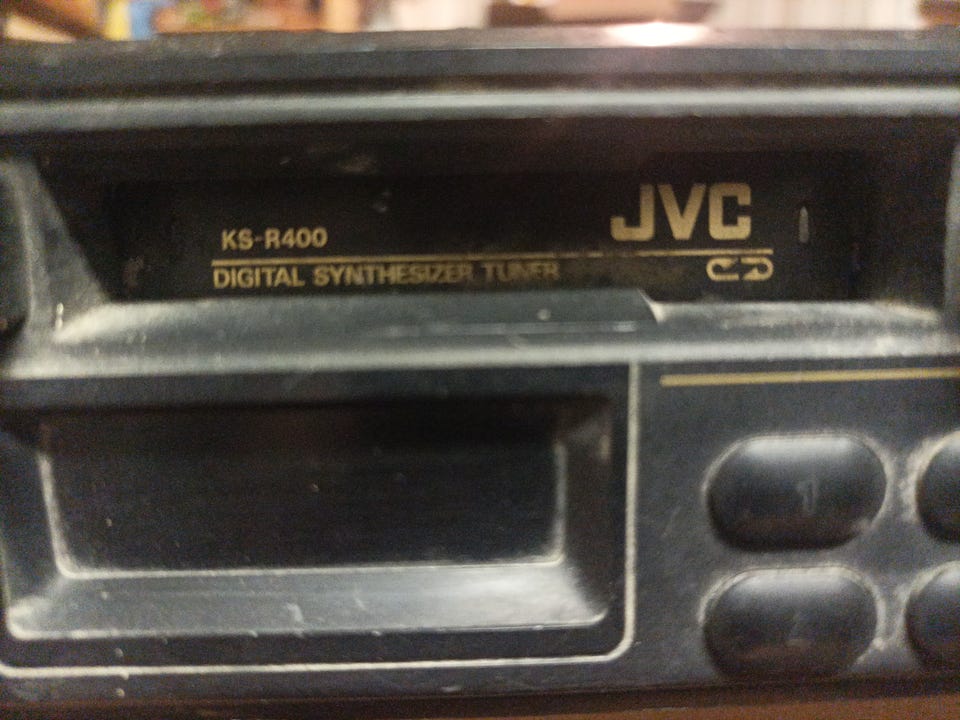 JVC
KS-R400
DIGITAL SYNTHESIZER TUNER
1